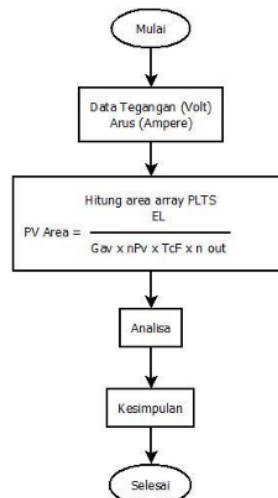 Mulai
Data Tegangan (Volt)
Arus (Ampere)
Hitung area array PLTS
EL
PV Area =
Gav x nPv x TcF x n out
Analisa
Kesimpulan
Selesai